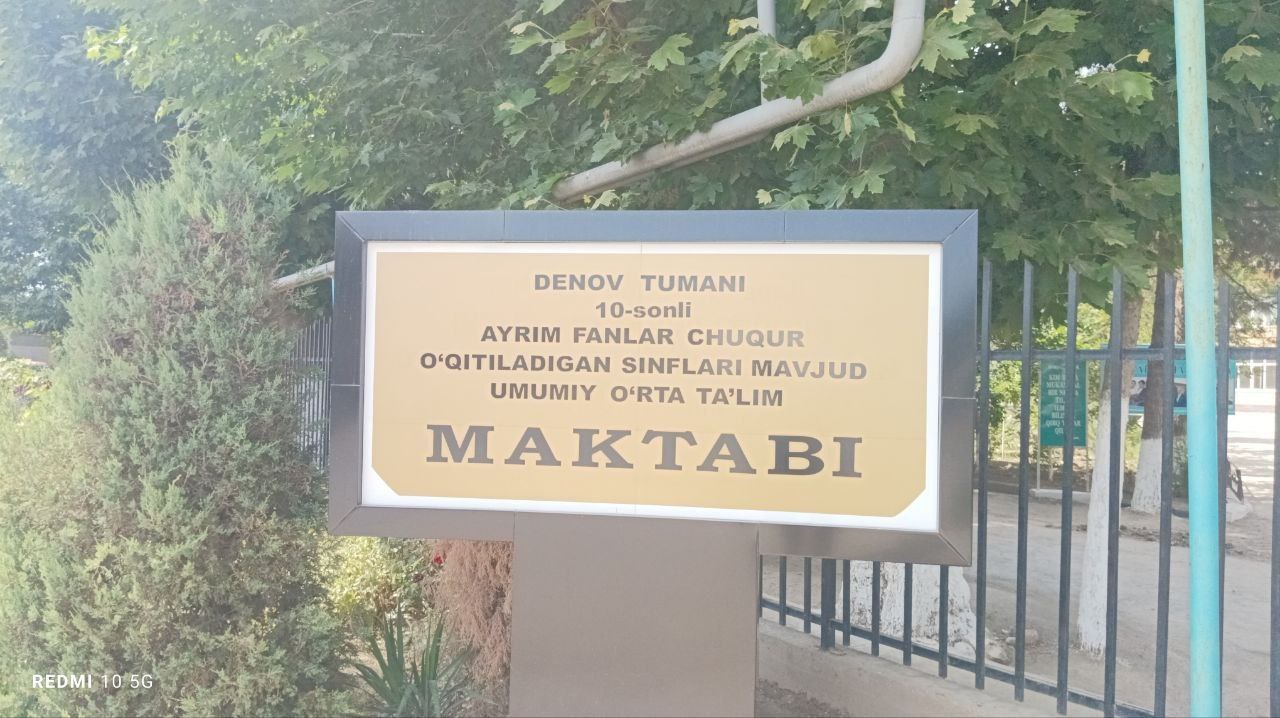 DENOV TUMANI
10-sonli
AYRIM FANLAR CHUQUR
O‘QITILADIGAN SINFLARI MAVJUD
UMUMIY O‘RTA TA’LIM
MAKTABI
REDMI 10 5G